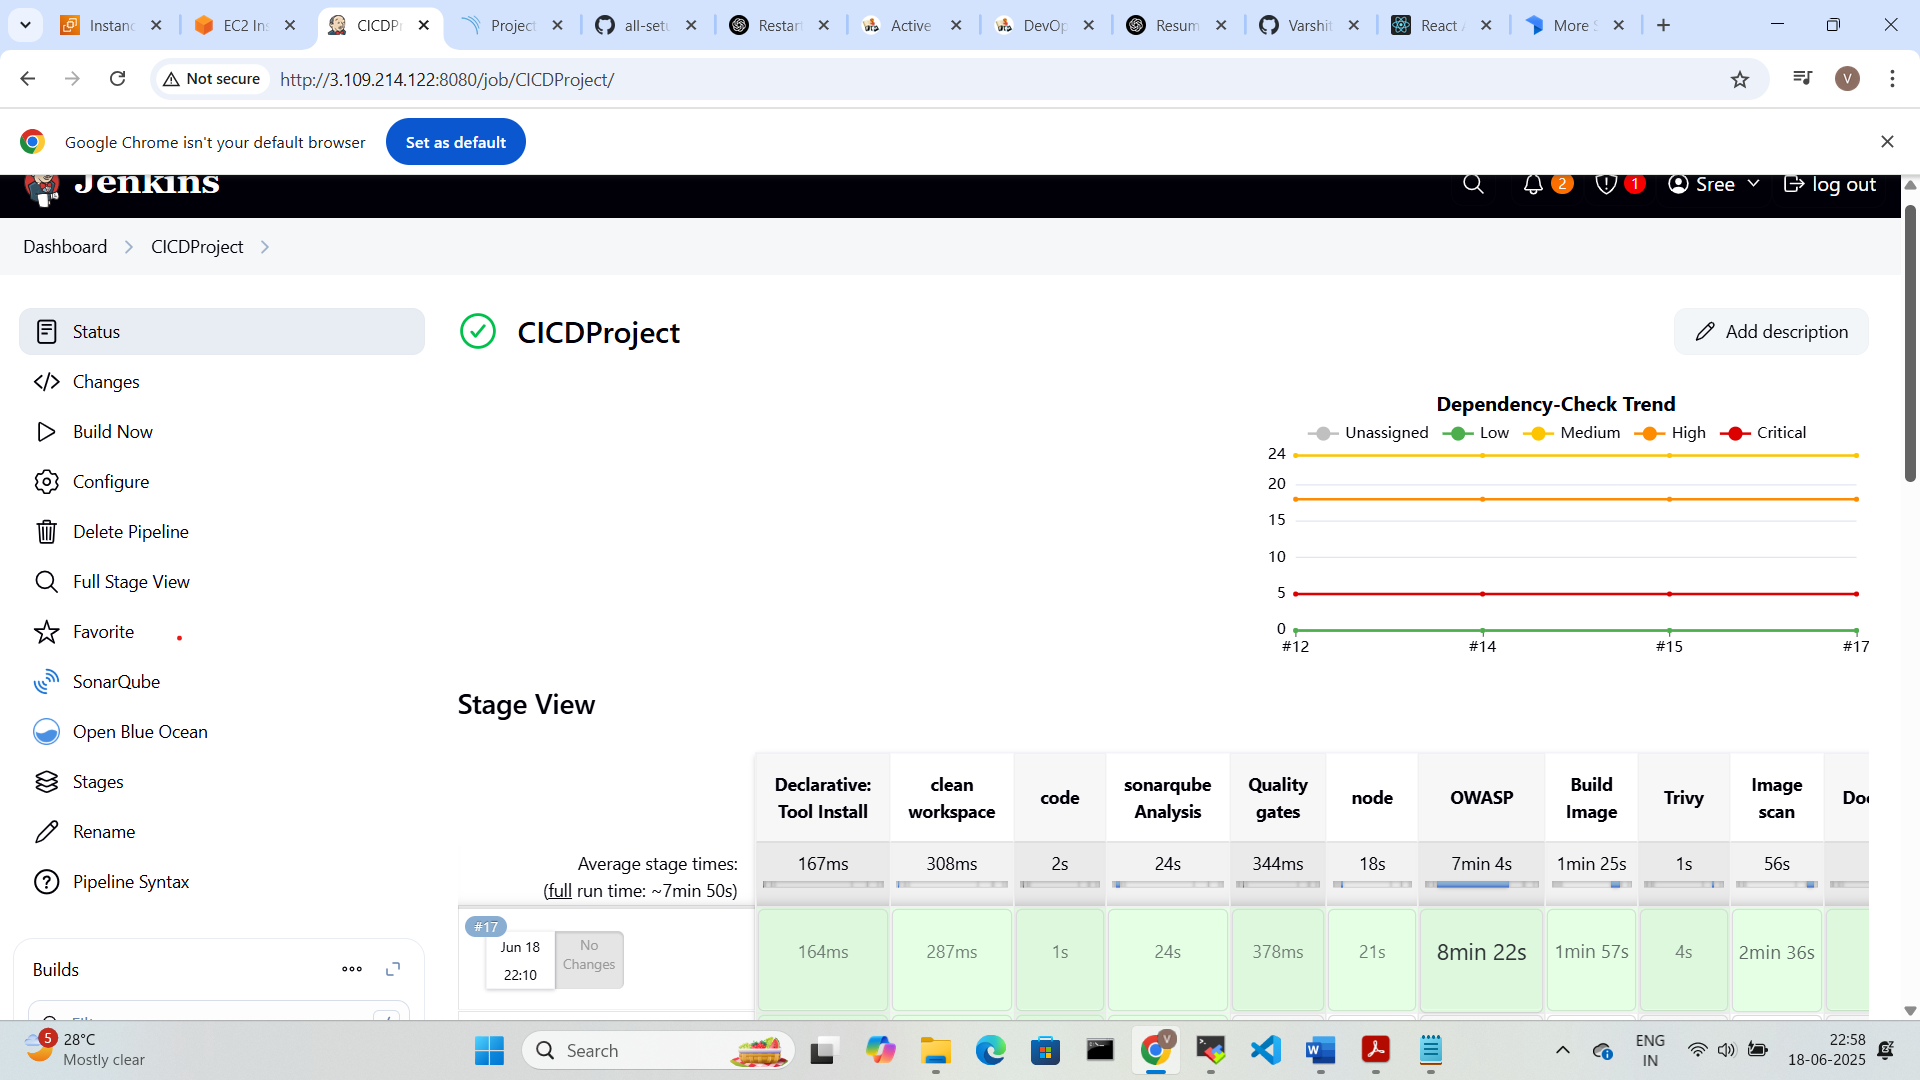 Instanc
EC2 Ins
CICDPr
Project
all-setu
Restart
Active
DevOp
Resum
Varshit
React A
More S
Not secure
http://3.109.214.122:8080/job/CICDProject/
V
Google Chrome isn't your default browser
Set as default
Jenkins
2
1
Sree
log out
Dashboard
CICDProject
Status
Changes
Build Now
Configure
Delete Pipeline
Full Stage View
Favorite
SonarQube
Open Blue Ocean
Stages
Rename
Pipeline Syntax
Builds
CICDProject
Add description
Dependency-Check Trend
Unassigned Low Medium High Critical
24
20
15
10
5
0
#12 #14 #15 #17
Stage View
Declarative: Tool Install
clean workspace
code
sonarqube Analysis
Quality gates
node
OWASP
Build Image
Trivy
Image scan
Average stage times:
(full run time: ~7min 50s)
167ms 308ms 2s 24s 344ms 18s 7min 4s 1min 25s 1s 56s
#17
Jun 18
22:10
No
Changes
164ms 287ms 1s 24s 378ms 21s 8min 22s 1min 57s 4s 2min 36s
5
28°C
Mostly clear
Search
V
ENG
IN
22:58
18-06-2025